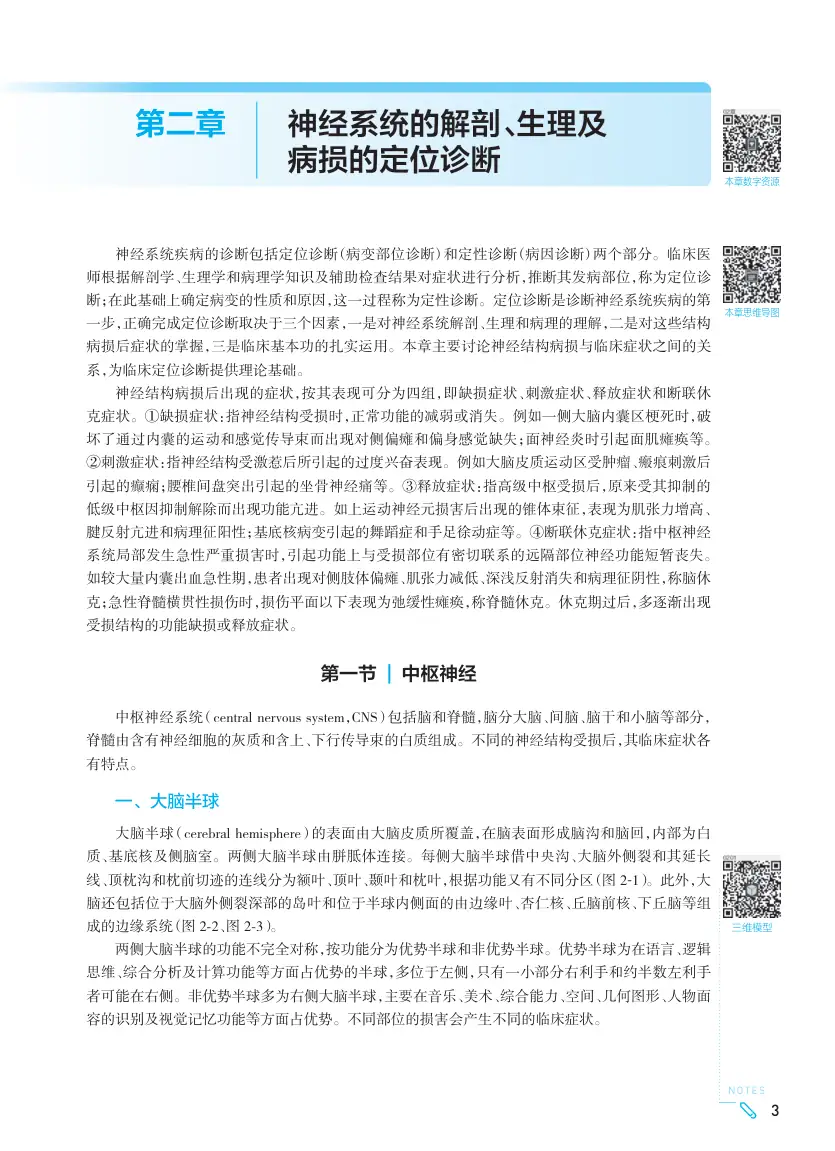 第二章
神经系统的解剖、生理及
病损的定位诊断
本章数字资源
神经系统疾病的诊断包括定位诊断（病变部位诊断）和定性诊断（病因诊断）两个部分。临床医
师根据解剖学、生理学和病理学知识及辅助检查结果对症状进行分析，推断其发病部位，称为定位诊
断；在此基础上确定病变的性质和原因，这一过程称为定性诊断。定位诊断是诊断神经系统疾病的第
一步，正确完成定位诊断取决于三个因素，一是对神经系统解剖、生理和病理的理解，二是对这些结构
病损后症状的掌握，三是临床基本功的扎实运用。本章主要讨论神经结构病损与临床症状之间的关
系，为临床定位诊断提供理论基础。
本章思维导图
神经结构病损后出现的症状，按其表现可分为四组，即缺损症状、刺激症状、释放症状和断联休
克症状。①缺损症状：指神经结构受损时，正常功能的减弱或消失。例如一侧大脑内囊区梗死时，破
坏了通过内囊的运动和感觉传导束而出现对侧偏瘫和偏身感觉缺失；面神经炎时引起面肌瘫痪等。
②刺激症状：指神经结构受激惹后所引起的过度兴奋表现。例如大脑皮质运动区受肿瘤、瘢痕刺激后
引起的癫痫；腰椎间盘突出引起的坐骨神经痛等。③释放症状：指高级中枢受损后，原来受其抑制的
低级中枢因抑制解除而出现功能亢进。如上运动神经元损害后出现的锥体束征，表现为肌张力增高、
腱反射亢进和病理征阳性；基底核病变引起的舞蹈症和手足徐动症等。④断联休克症状：指中枢神经
系统局部发生急性严重损害时，引起功能上与受损部位有密切联系的远隔部位神经功能短暂丧失。
如较大量内囊出血急性期，患者出现对侧肢体偏瘫、肌张力减低、深浅反射消失和病理征阴性，称脑休
克；急性脊髓横贯性损伤时，损伤平面以下表现为弛缓性瘫痪，称脊髓休克。休克期过后，多逐渐出现
受损结构的功能缺损或释放症状。
第一节 | 中枢神经
中枢神经系统（central nervous system，CNS）包括脑和脊髓，脑分大脑、间脑、脑干和小脑等部分，
脊髓由含有神经细胞的灰质和含上、下行传导束的白质组成。不同的神经结构受损后，其临床症状各
有特点。
一、大脑半球
大脑半球（cerebral hemisphere）的表面由大脑皮质所覆盖，在脑表面形成脑沟和脑回，内部为白
质、基底核及侧脑室。两侧大脑半球由胼胝体连接。每侧大脑半球借中央沟、大脑外侧裂和其延长
线、顶枕沟和枕前切迹的连线分为额叶、顶叶、颞叶和枕叶，根据功能又有不同分区（图 2-1）。此外，大
脑还包括位于大脑外侧裂深部的岛叶和位于半球内侧面的由边缘叶、杏仁核、丘脑前核、下丘脑等组
成的边缘系统（图 2-2、图 2-3）。
三维模型
两侧大脑半球的功能不完全对称，按功能分为优势半球和非优势半球。优势半球为在语言、逻辑
思维、综合分析及计算功能等方面占优势的半球，多位于左侧，只有一小部分右利手和约半数左利手
者可能在右侧。非优势半球多为右侧大脑半球，主要在音乐、美术、综合能力、空间、几何图形、人物面
容的识别及视觉记忆功能等方面占优势。不同部位的损害会产生不同的临床症状。
NOTES
3